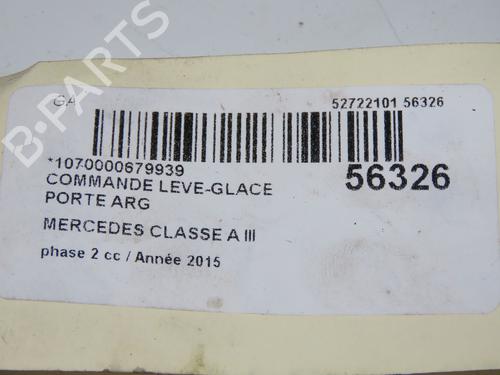 GA 52722101 56326
*1070000679939 56326
COMMANDE LEVE-GLACE
PORTE ARG
MERCEDES CLASSE A III
phase 2 cc / Année 2015
B-PARTS